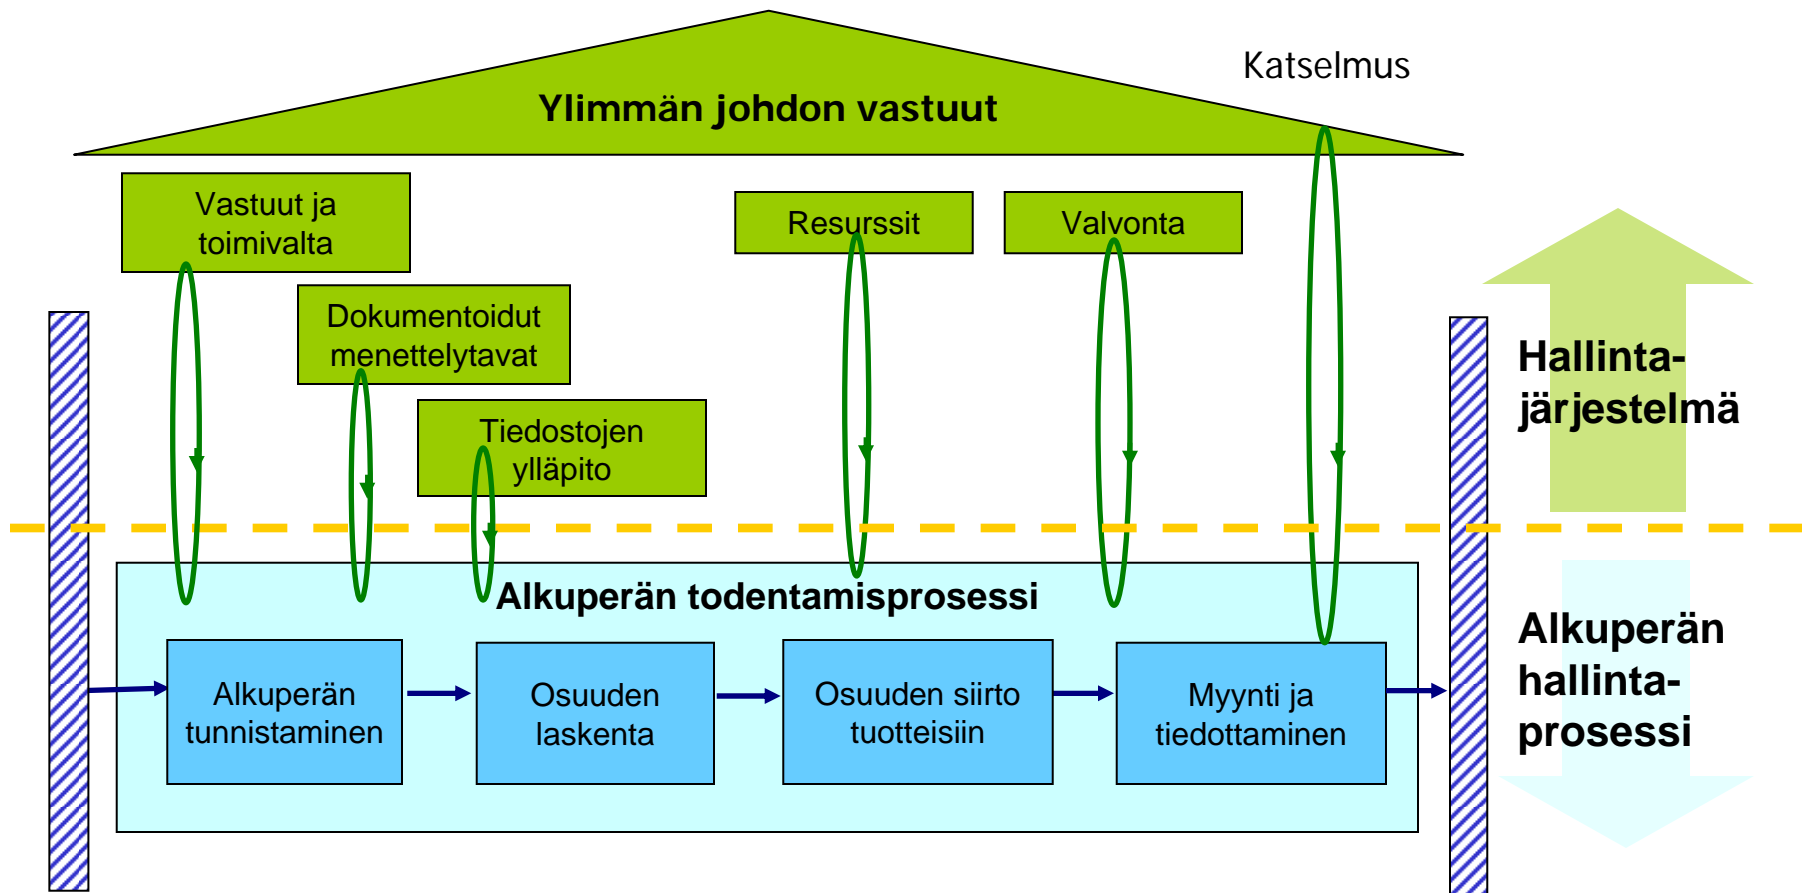 Katselmus
Ylimmän johdon vastuut
Vastuut ja
toimivalta
Resurssit
Valvonta
Dokumentoidut
menettelytavat
Tiedostojen
ylläpito
Hallinta-
järjestelmä
Alkuperän todentamisprosessi
Alkuperän
tunnistaminen
Osuuden
laskenta
Osuuden siirto
tuotteisiin
Myynti ja
tiedottaminen
Alkuperän
hallinta-
prosessi